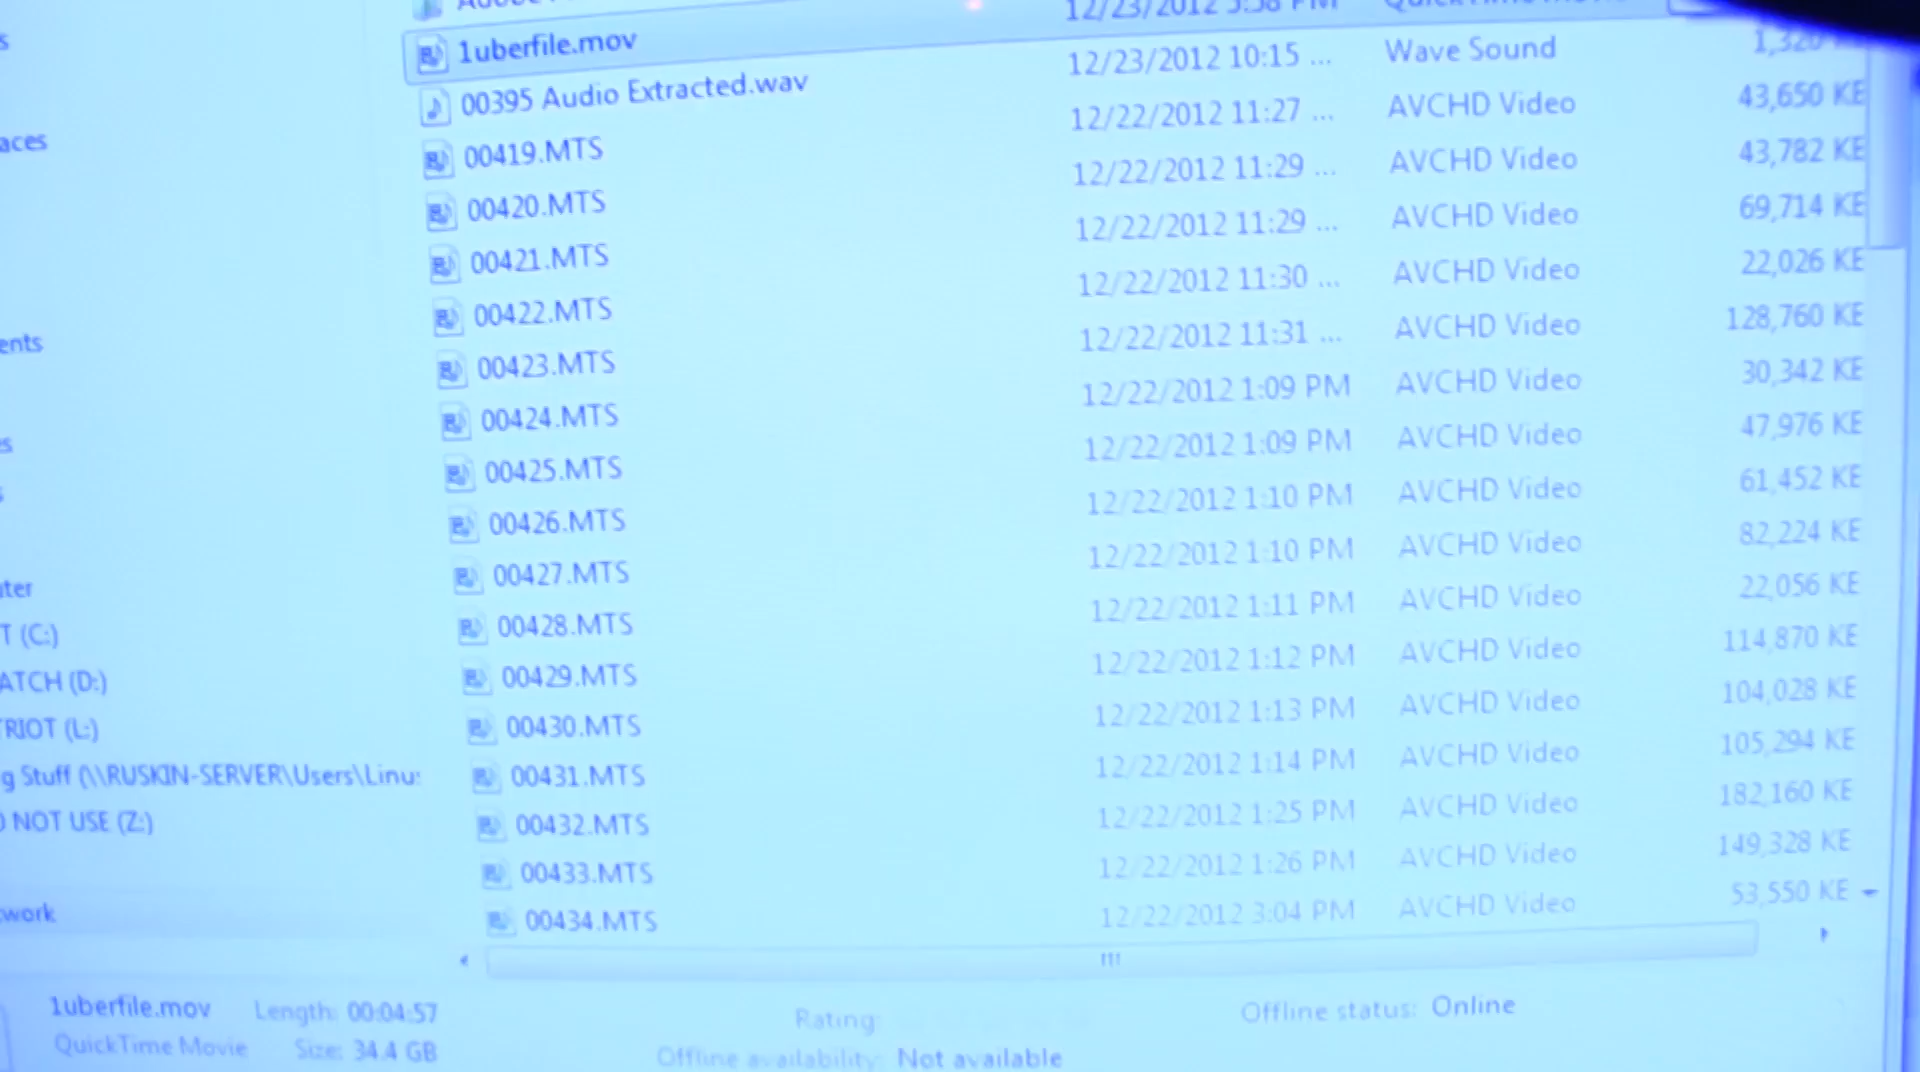 1uberfile.mov 12/23/2012 5:58 PM
00395 Audio Extracted.wav 12/23/2012 10:15 ... Wave Sound 1,320
00419.MTS 12/22/2012 11:27 ... AVCHD Video 43,650 KB
aces
00420.MTS 12/22/2012 11:29 ... AVCHD Video 43,782 KB
00421.MTS 12/22/2012 11:29 ... AVCHD Video 69,714 KB
00422.MTS 12/22/2012 11:30 ... AVCHD Video 22,026 KB
ents
00423.MTS 12/22/2012 11:31 ... AVCHD Video 128,760 KB
00424.MTS 12/22/2012 1:09 PM AVCHD Video 30,342 KB
00425.MTS 12/22/2012 1:09 PM AVCHD Video 47,976 KB
00426.MTS 12/22/2012 1:10 PM AVCHD Video 61,452 KB
00427.MTS 12/22/2012 1:10 PM AVCHD Video 82,224 KB
uter
00428.MTS 12/22/2012 1:11 PM AVCHD Video 22,056 KB
T (C:)
00429.MTS 12/22/2012 1:12 PM AVCHD Video 114,870 KB
ATCH (D:)
00430.MTS 12/22/2012 1:13 PM AVCHD Video 104,028 KB
TRIOT (L:)
00431.MTS 12/22/2012 1:14 PM AVCHD Video 105,294 KB
g Stuff (\\RUSKIN-SERVER\Users\Linus
00432.MTS 12/22/2012 1:25 PM AVCHD Video 182,160 KB
O NOT USE (Z:)
00433.MTS 12/22/2012 1:26 PM AVCHD Video 149,328 KB
00434.MTS 12/22/2012 3:04 PM AVCHD Video 53,550 KB
twork
1uberfile.mov Length: 00:04:57 Rating: Offline status: Online
QuickTime Movie Size: 34.4 GB Offline availability: Not available